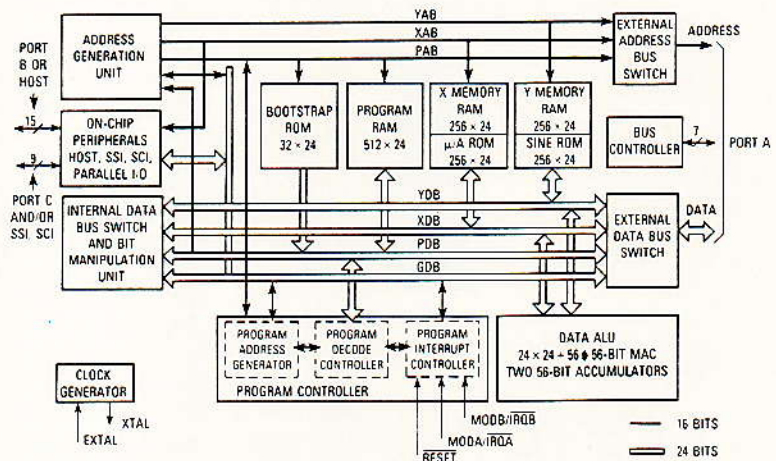 YAB
XAB
PAB
PORT
B OR
HOST
15
9
PORT C
AND/OR
SSI, SCI
ADDRESS
GENERATION
UNIT
ON-CHIP
PERIPHERALS
HOST, SSI, SCI,
PARALLEL I/O
INTERNAL DATA
BUS SWITCH
AND BIT
MANIPULATION
UNIT
BOOTSTRAP
ROM
32 × 24
PROGRAM
RAM
512 × 24
X MEMORY
RAM
256 × 24
μ/A ROM
256 × 24
Y MEMORY
RAM
256 × 24
SINE ROM
256 × 24
EXTERNAL
ADDRESS
BUS
SWITCH
ADDRESS
BUS
CONTROLLER
7
PORT A
YDB
XDB
PDB
GDB
EXTERNAL
DATA BUS
SWITCH
DATA
PROGRAM
ADDRESS
GENERATOR
PROGRAM
DECODE
CONTROLLER
PROGRAM
INTERRUPT
CONTROLLER
PROGRAM CONTROLLER
DATA ALU
24 × 24 + 56 → 56-BIT MAC
TWO 56-BIT ACCUMULATORS
CLOCK
GENERATOR
XTAL
EXTAL
MODB/IRQB
MODA/IRQA
RESET
16 BITS
24 BITS